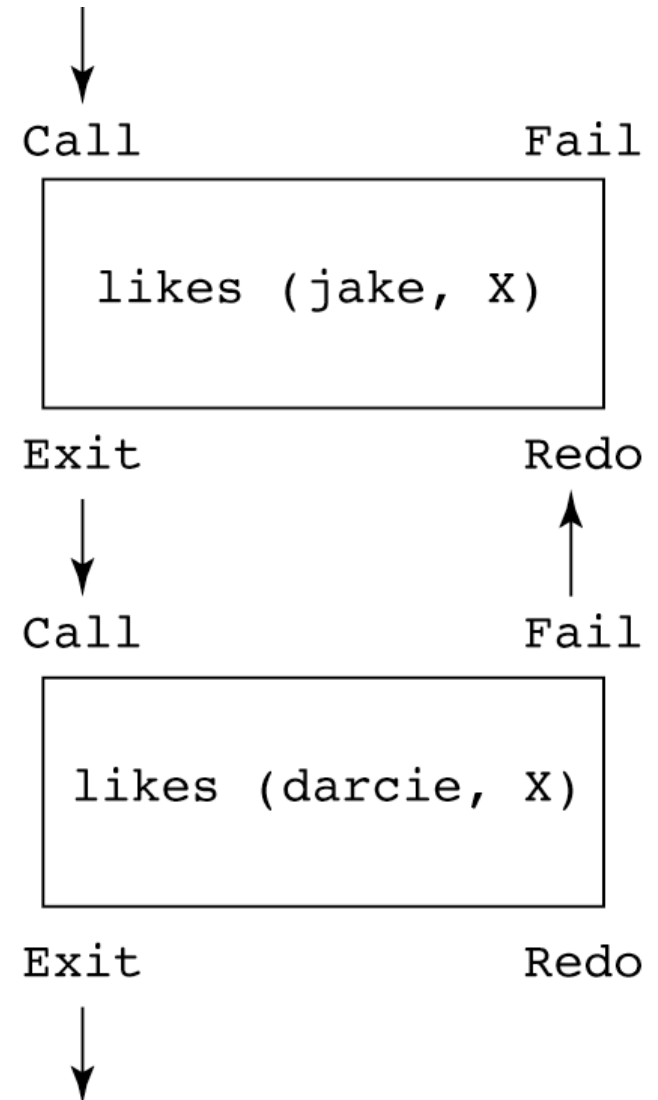 Call Fail
likes (jake, X)
Exit Redo
Call Fail
likes (darcie, X)
Exit Redo